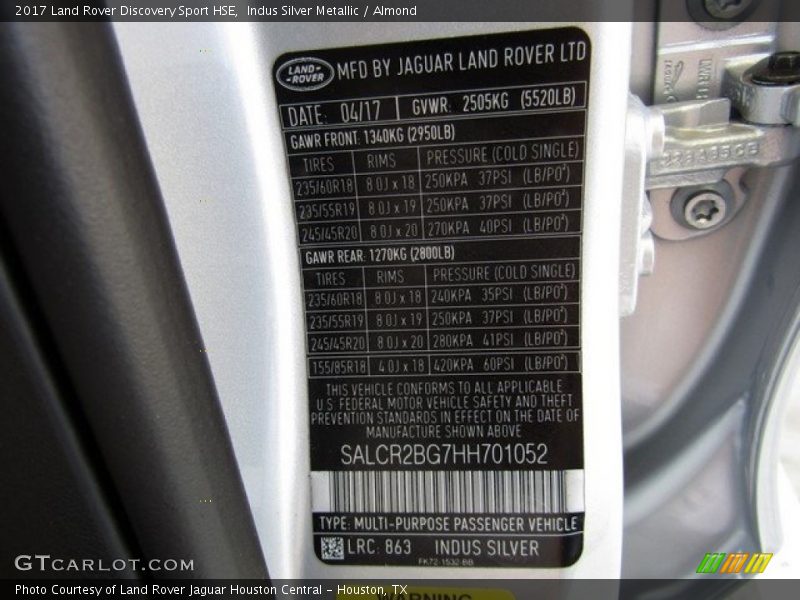 2017 Land Rover Discovery Sport HSE, Indus Silver Metallic / Almond
LAND-ROVER MFD BY JAGUAR LAND ROVER LTD
DATE: 04/17 GVWR: 2505KG (5520LB)
GAWR FRONT: 1340KG (2950LB)
TIRES RIMS PRESSURE (COLD SINGLE)
235/60R18 8.0J x 18 250KPA 37PSI (LB/PO²)
235/55R19 8.0J x 19 250KPA 37PSI (LB/PO²)
245/45R20 8.0J x 20 270KPA 40PSI (LB/PO²)
GAWR REAR: 1270KG (2800LB)
TIRES RIMS PRESSURE (COLD SINGLE)
235/60R18 8.0J x 18 240KPA 35PSI (LB/PO²)
235/55R19 8.0J x 19 250KPA 37PSI (LB/PO²)
245/45R20 8.0J x 20 280KPA 41PSI (LB/PO²)
155/85R18 4.0J x 18 420KPA 60PSI (LB/PO²)
THIS VEHICLE CONFORMS TO ALL APPLICABLE
U.S. FEDERAL MOTOR VEHICLE SAFETY AND THEFT
PREVENTION STANDARDS IN EFFECT ON THE DATE OF
MANUFACTURE SHOWN ABOVE
SALCR2BG7HH701052
TYPE: MULTI-PURPOSE PASSENGER VEHICLE
LRC: 863 INDUS SILVER
FK72-1532-BB
GTCarlot.com
Photo Courtesy of Land Rover Jaguar Houston Central - Houston, TX
WARNING